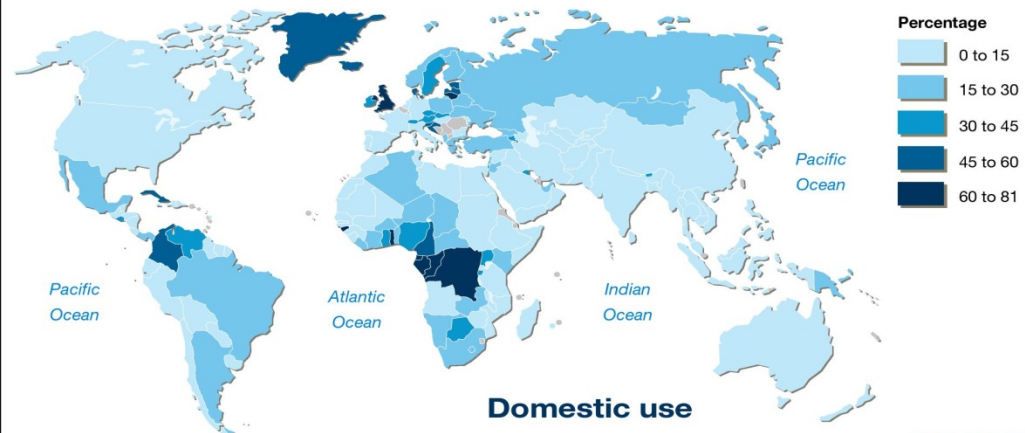 Percentage
0 to 15
15 to 30
30 to 45
45 to 60
60 to 81
Pacific
Ocean
Pacific
Ocean
Atlantic
Ocean
Indian
Ocean
Domestic use